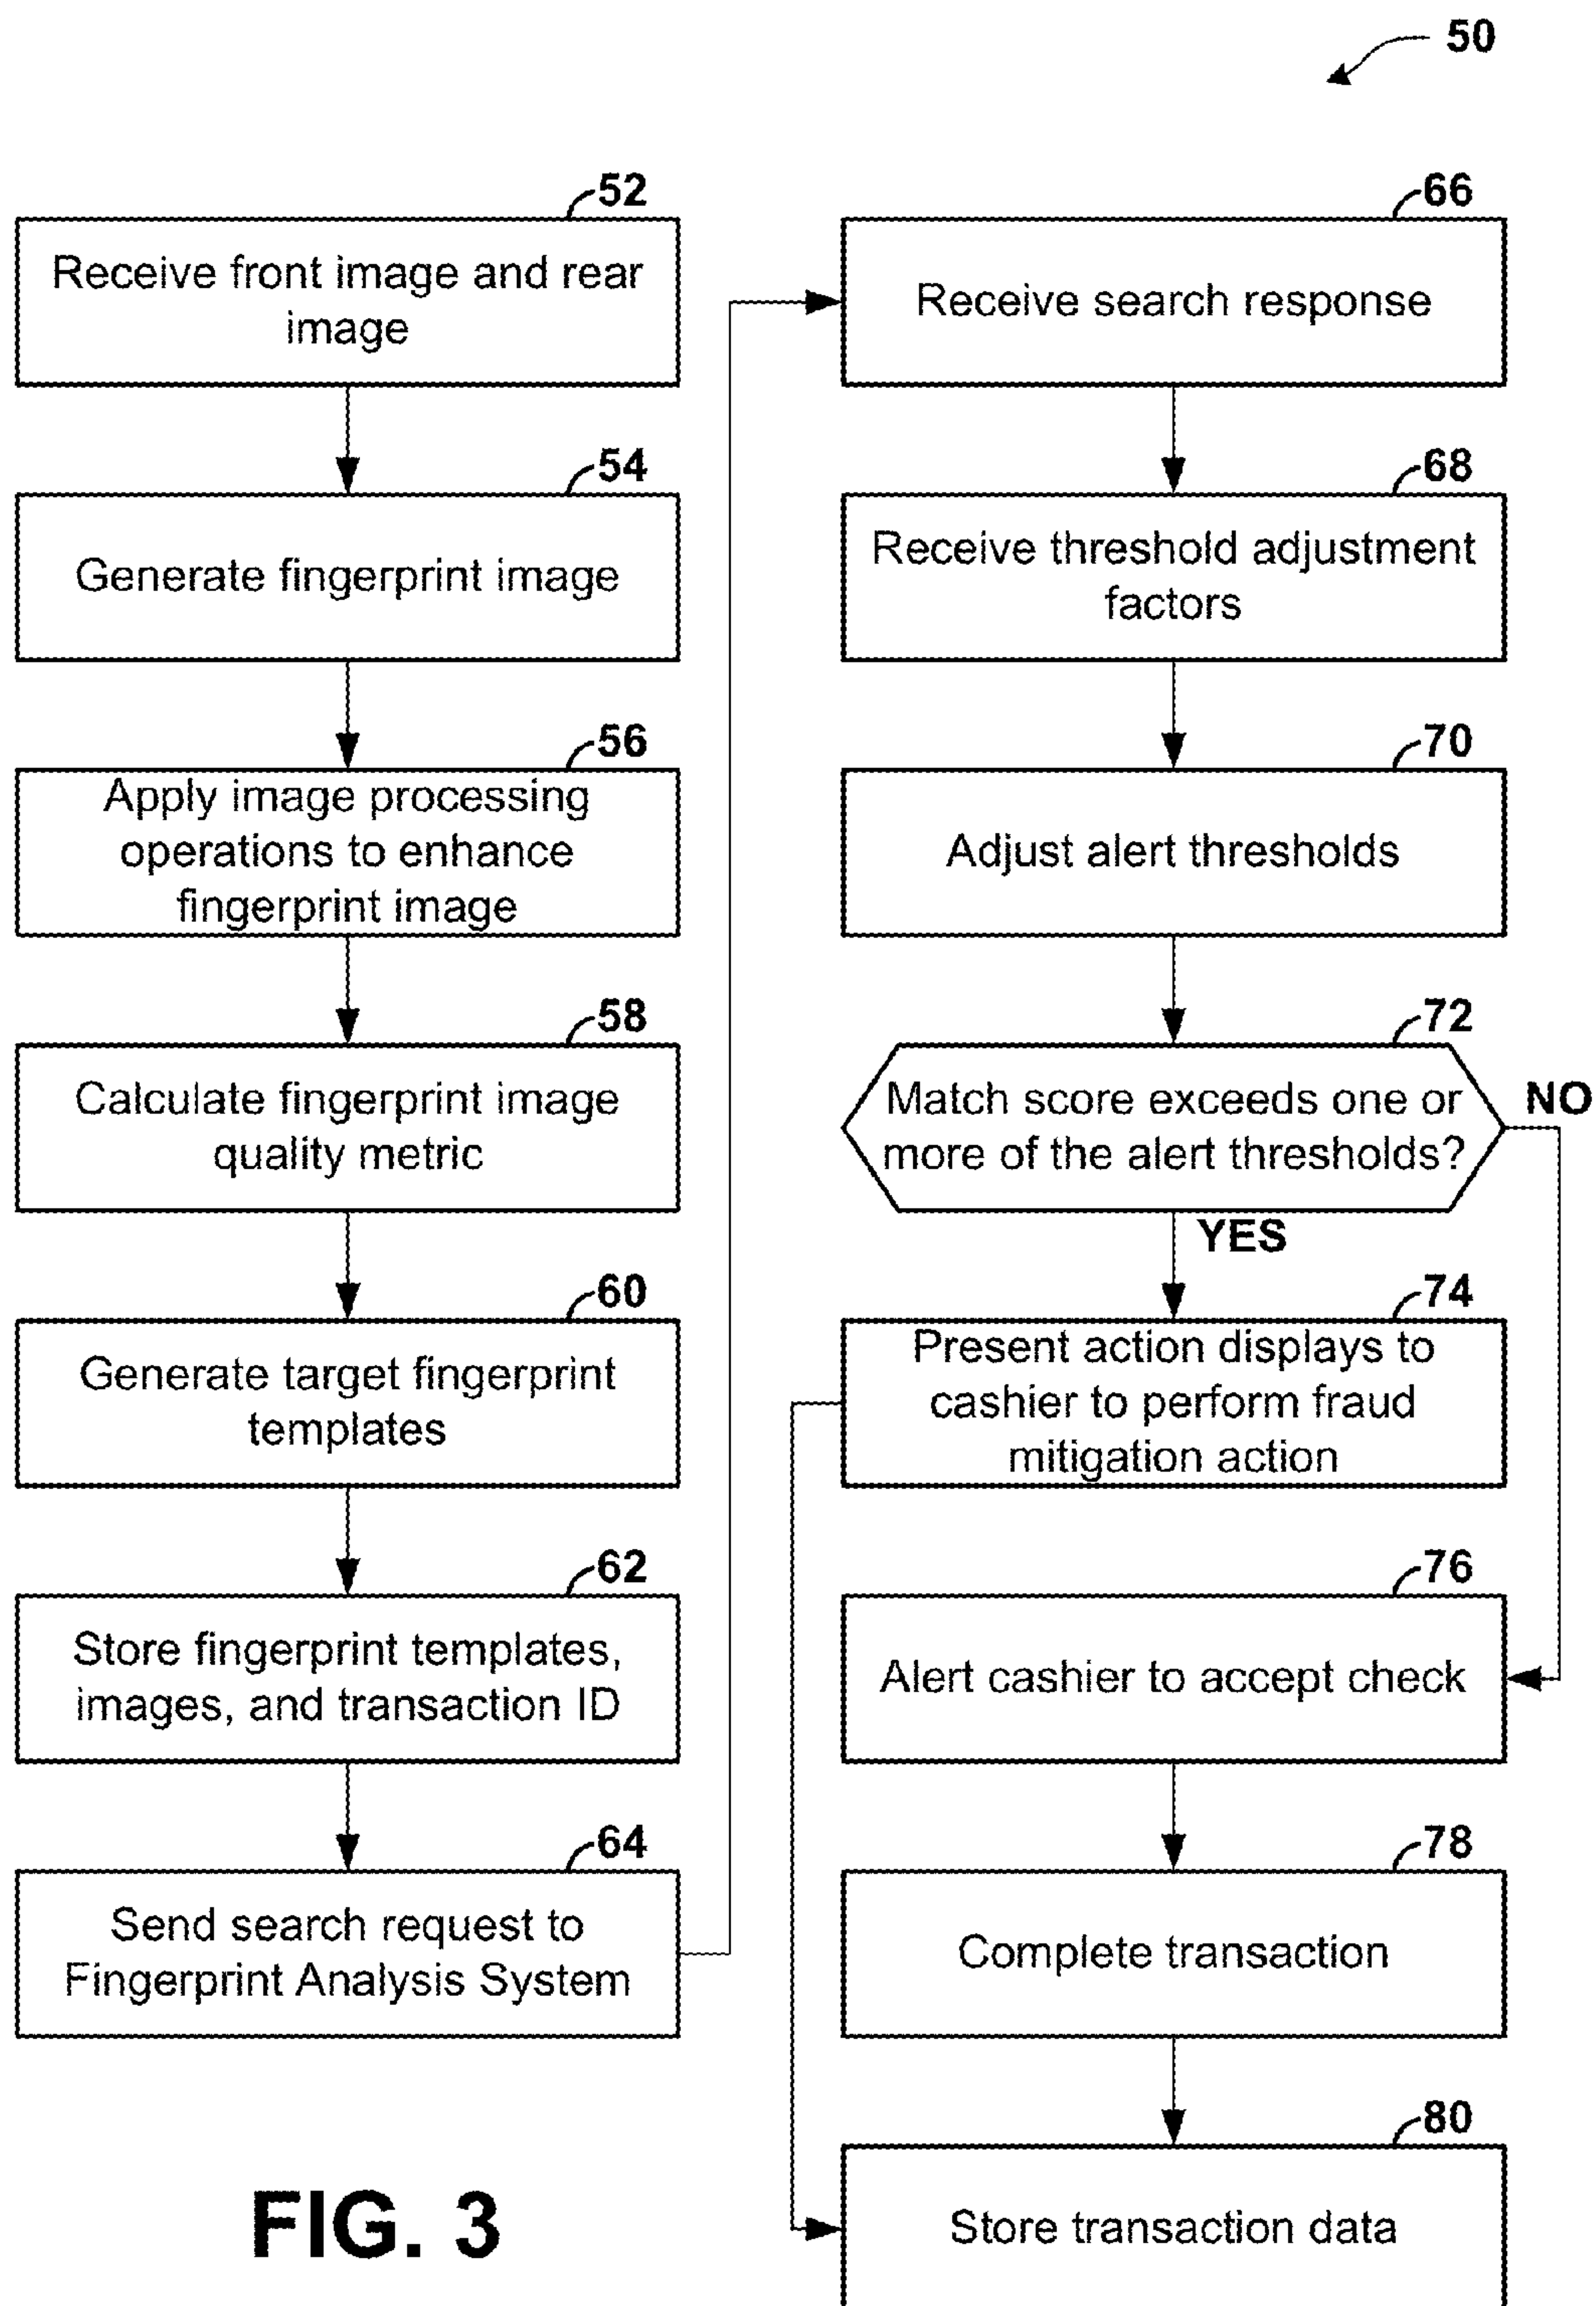 50
52
Receive front image and rear
image
54
Generate fingerprint image
56
Apply image processing
operations to enhance
fingerprint image
58
Calculate fingerprint image
quality metric
60
Generate target fingerprint
templates
62
Store fingerprint templates,
images, and transaction ID
64
Send search request to
Fingerprint Analysis System
66
Receive search response
68
Receive threshold adjustment
factors
70
Adjust alert thresholds
72
Match score exceeds one or
more of the alert thresholds?
NO
YES
74
Present action displays to
cashier to perform fraud
mitigation action
76
Alert cashier to accept check
78
Complete transaction
80
Store transaction data
FIG. 3